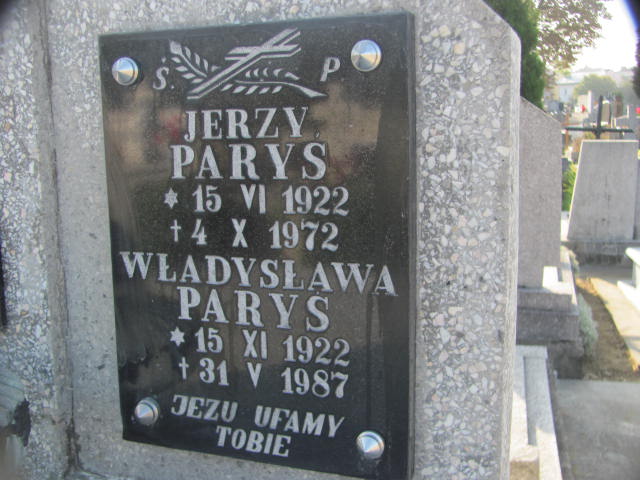 Ś. P
JERZY
PARYS
* 15 VI 1922
† 4 X 1972
WŁADYSŁAWA
PARYS
* 15 XI 1922
† 31 V 1987
JEZU UFAMY
TOBIE